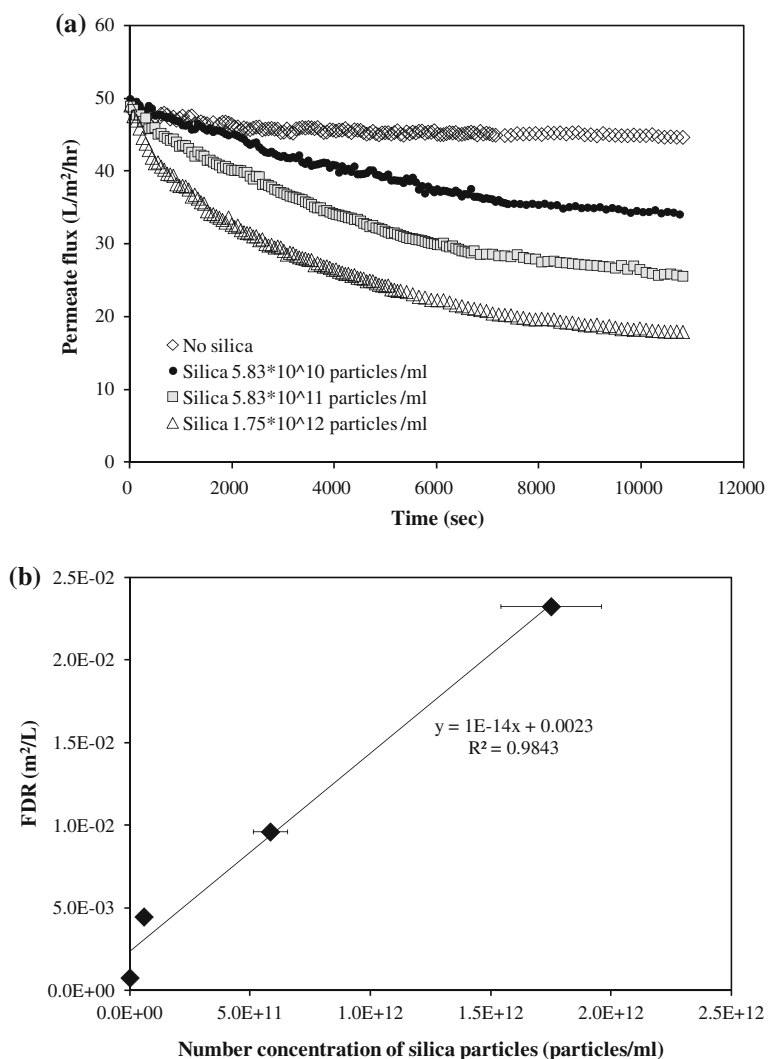 (a)
60
50
40
30
20
10
0
Permeate flux (L/m²/hr)
No silica
Silica 5.83*10^10 particles/ml
Silica 5.83*10^11 particles/ml
Silica 1.75*10^12 particles/ml
0 2000 4000 6000 8000 10000 12000
Time (sec)
(b)
2.5E-02
2.0E-02
1.5E-02
1.0E-02
5.0E-03
0.0E+00
FDR (m²/L)
y = 1E-14x + 0.0023
R² = 0.9843
0.0E+00 5.0E+11 1.0E+12 1.5E+12 2.0E+12 2.5E+12
Number concentration of silica particles (particles/ml)